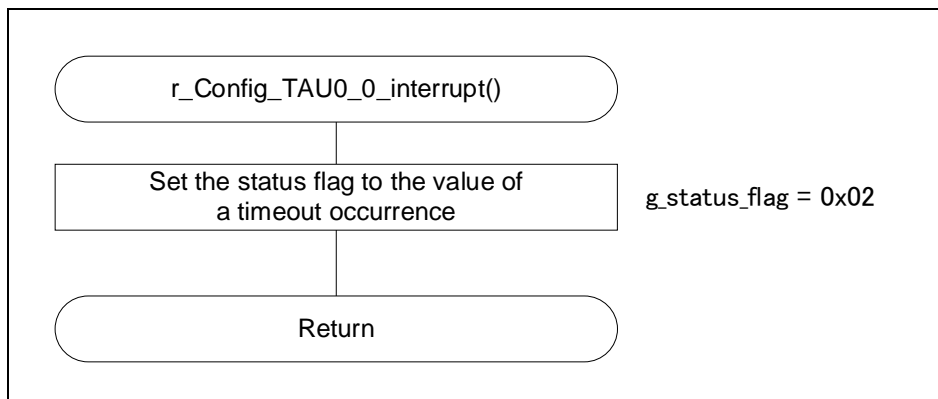 r_Config_TAU0_0_interrupt()
Set the status flag to the value of
a timeout occurrence
g_status_flag = 0x02
Return